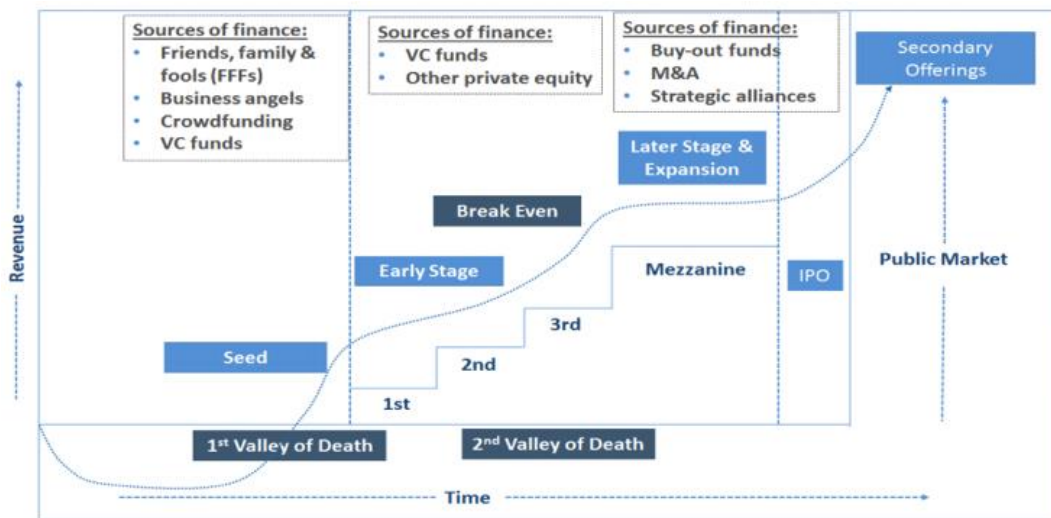 Sources of finance:
• Friends, family &
fools (FFFs)
• Business angels
• Crowdfunding
• VC funds
Sources of finance:
• VC funds
• Other private equity
Sources of finance:
• Buy-out funds
• M&A
• Strategic alliances
Secondary
Offerings
Later Stage &
Expansion
Break Even
Revenue
Early Stage
Mezzanine
IPO
Public Market
Seed
3rd
2nd
1st
1st Valley of Death
2nd Valley of Death
Time